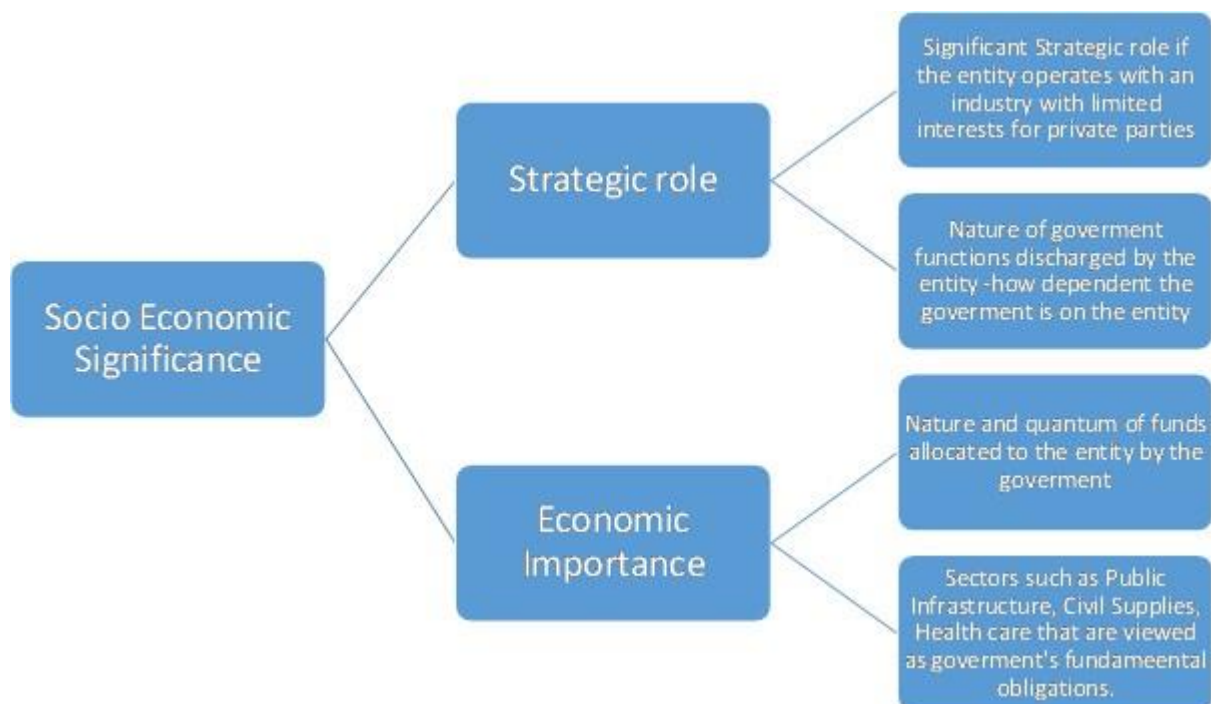 Socio Economic
Significance
Strategic role
Significant Strategic role if
the entity operates with an
industry with limited
interests for private parties
Nature of goverment
functions discharged by the
entity -how dependent the
goverment is on the entity
Economic
Importance
Nature and quantum of funds
allocated to the entity by the
goverment
Sectors such as Public
Infrastructure, Civil Supplies,
Health care that are viewed
as goverment's fundameental
obligations.